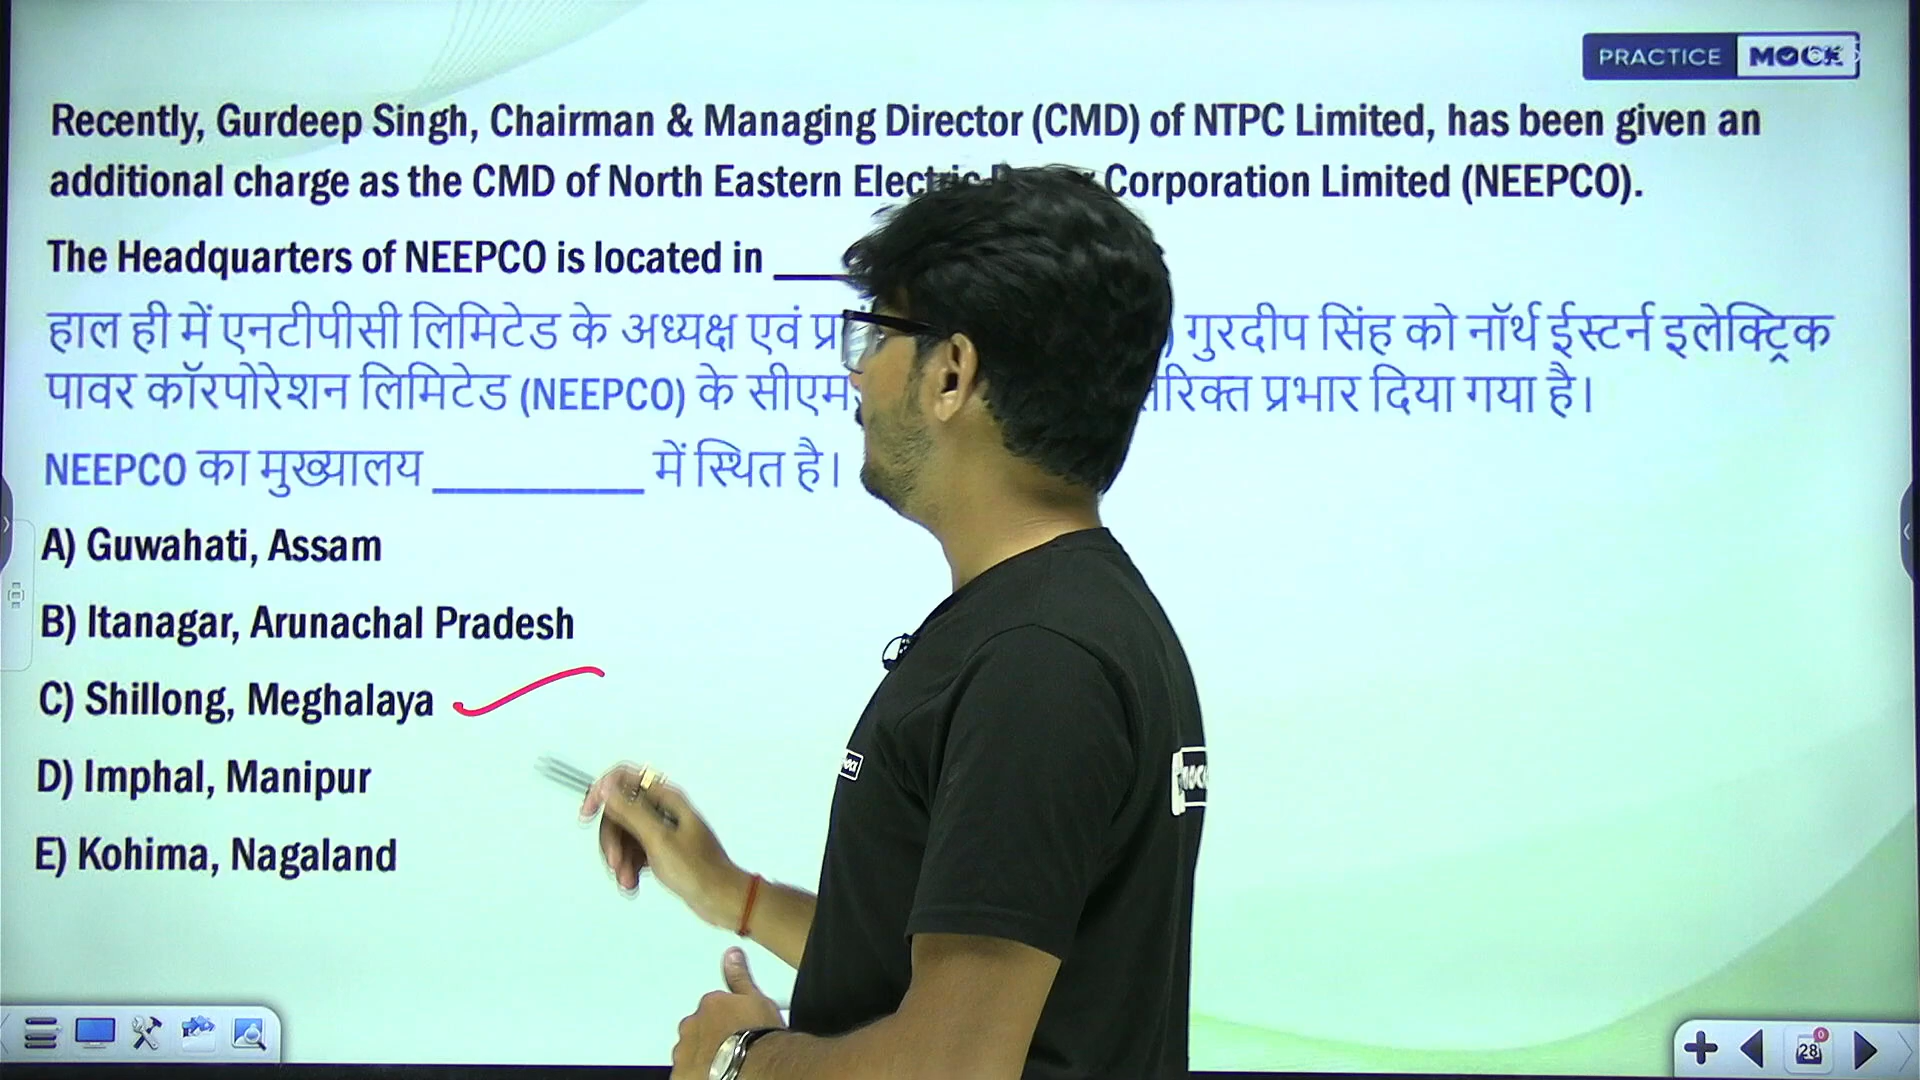 PRACTICE MOCK
Recently, Gurdeep Singh, Chairman & Managing Director (CMD) of NTPC Limited, has been given an
additional charge as the CMD of North Eastern Electric Corporation Limited (NEEPCO).
The Headquarters of NEEPCO is located in ____
हाल ही में एनटीपीसी लिमिटेड के अध्यक्ष एवं गुरदीप सिंह को नॉर्थ ईस्टर्न इलेक्ट्रिक
पावर कॉरपोरेशन लिमिटेड (NEEPCO) के प्रभार दिया गया है।
NEEPCO का मुख्यालय __________ में स्थित है।
A) Guwahati, Assam
B) Itanagar, Arunachal Pradesh
C) Shillong, Meghalaya
D) Imphal, Manipur
E) Kohima, Nagaland
28